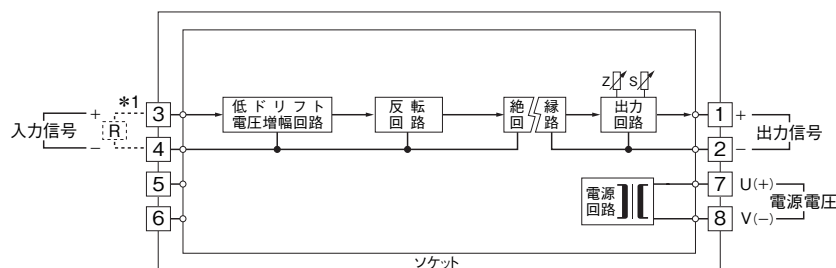 入力信号
+
−
*1
R
3
4
5
6
低ドリフト
電圧増幅回路
反転
回路
絶縁
回路
Z S
出力
回路
電源
回路
1 +
2 −
出力信号
7 U(+)
8 V(−)
電源電圧
ソケット